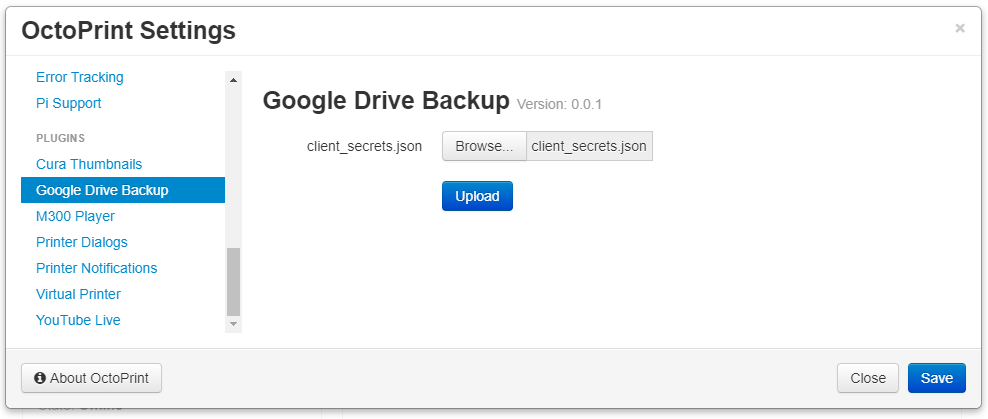 OctoPrint Settings
×
Error Tracking
Pi Support
PLUGINS
Cura Thumbnails
Google Drive Backup
M300 Player
Printer Dialogs
Printer Notifications
Virtual Printer
YouTube Live
Google Drive Backup Version: 0.0.1
client_secrets.json Browse... client_secrets.json
Upload
About OctoPrint
Close Save